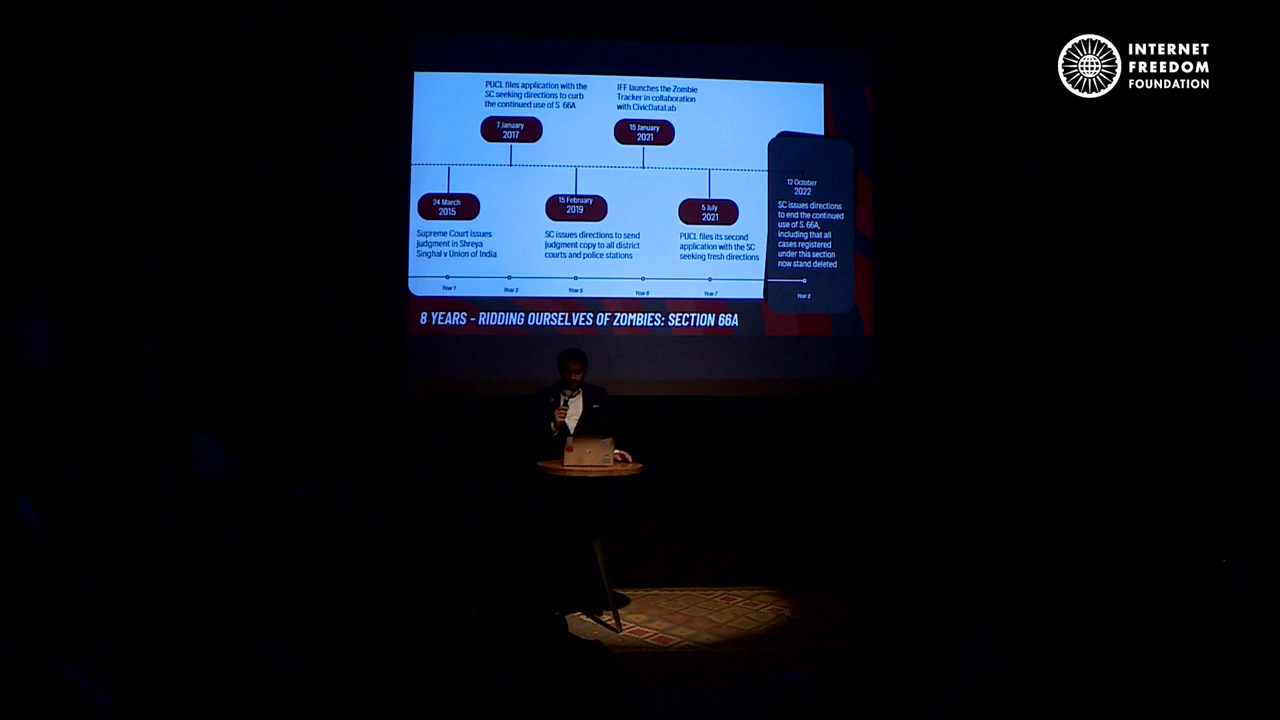 INTERNET
FREEDOM
FOUNDATION
PUCL files application with the
SC seeking directions to curb
the continued use of S. 66A
IFF launches the Zombie
Tracker in collaboration
with CivicDataLab
7 January
2017
15 January
2021
24 March
2015
15 February
2019
5 July
2021
12 October
2022
Supreme Court issues
judgment in Shreya
Singhal v Union of India
SC issues directions to send
judgment copy to all district
courts and police stations
PUCL files its second
application with the SC
seeking fresh directions
SC issues directions
to end the continued
use of S. 66A,
including that all
cases registered
under this section
now stand deleted
Year 1
Year 3
Year 5
Year 6
Year 7
Year 8
8 YEARS - RIDDING OURSELVES OF ZOMBIES: SECTION 66A